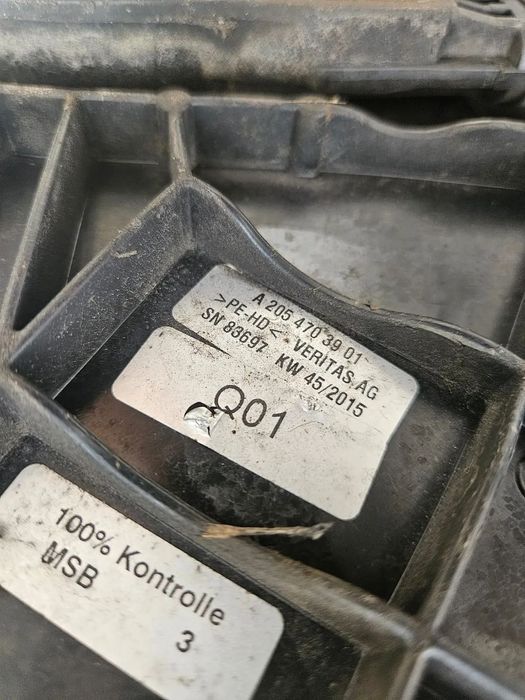 A 205 470 39 01
>PE-HD< VERITAS AG
SN 83697 KW 45/2015
Q01
100% Kontrolle
MSB 3